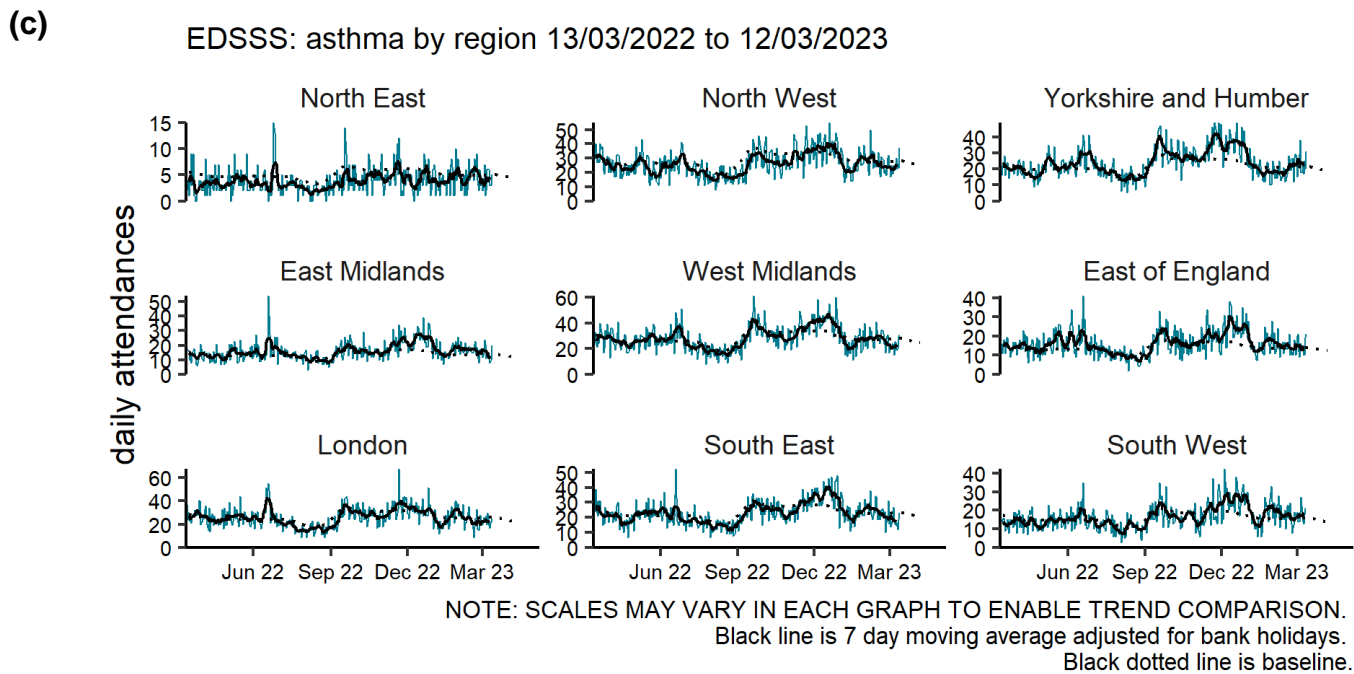 (c)
EDSSS: asthma by region 13/03/2022 to 12/03/2023
daily attendances
North East
15
10
5
0
North West
50
40
30
20
10
0
Yorkshire and Humber
40
30
20
10
0
East Midlands
50
40
30
20
10
0
West Midlands
60
40
20
0
East of England
40
30
20
10
0
London
60
40
20
0
South East
50
40
30
20
10
0
South West
40
30
20
10
0
Jun 22 Sep 22 Dec 22 Mar 23
Jun 22 Sep 22 Dec 22 Mar 23
Jun 22 Sep 22 Dec 22 Mar 23
NOTE: SCALES MAY VARY IN EACH GRAPH TO ENABLE TREND COMPARISON.
Black line is 7 day moving average adjusted for bank holidays.
Black dotted line is baseline.